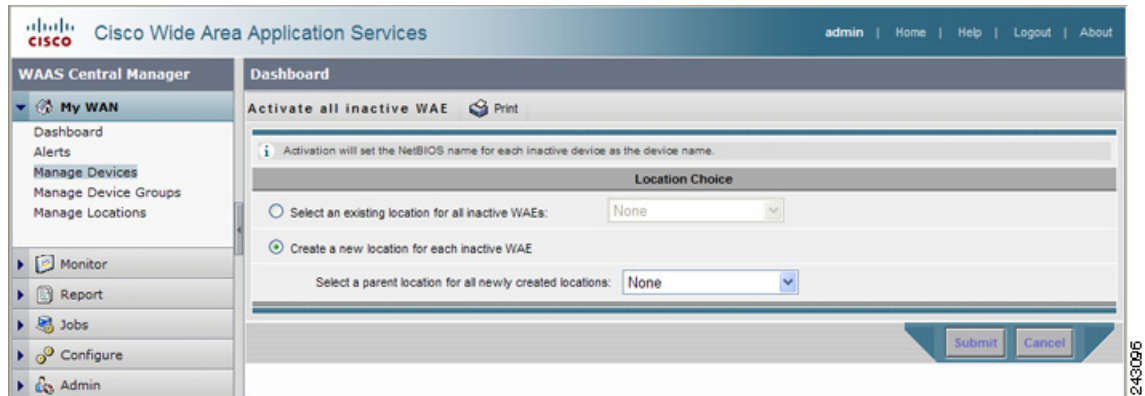 CISCO Cisco Wide Area Application Services
admin | Home | Help | Logout | About
WAAS Central Manager
My WAN
Dashboard
Alerts
Manage Devices
Manage Device Groups
Manage Locations
Monitor
Report
Jobs
Configure
Admin
Dashboard
Activate all inactive WAE Print
i Activation will set the NetBIOS name for each inactive device as the device name.
Location Choice
Select an existing location for all inactive WAEs: None
Create a new location for each inactive WAE
Select a parent location for all newly created locations: None
Submit Cancel
243096